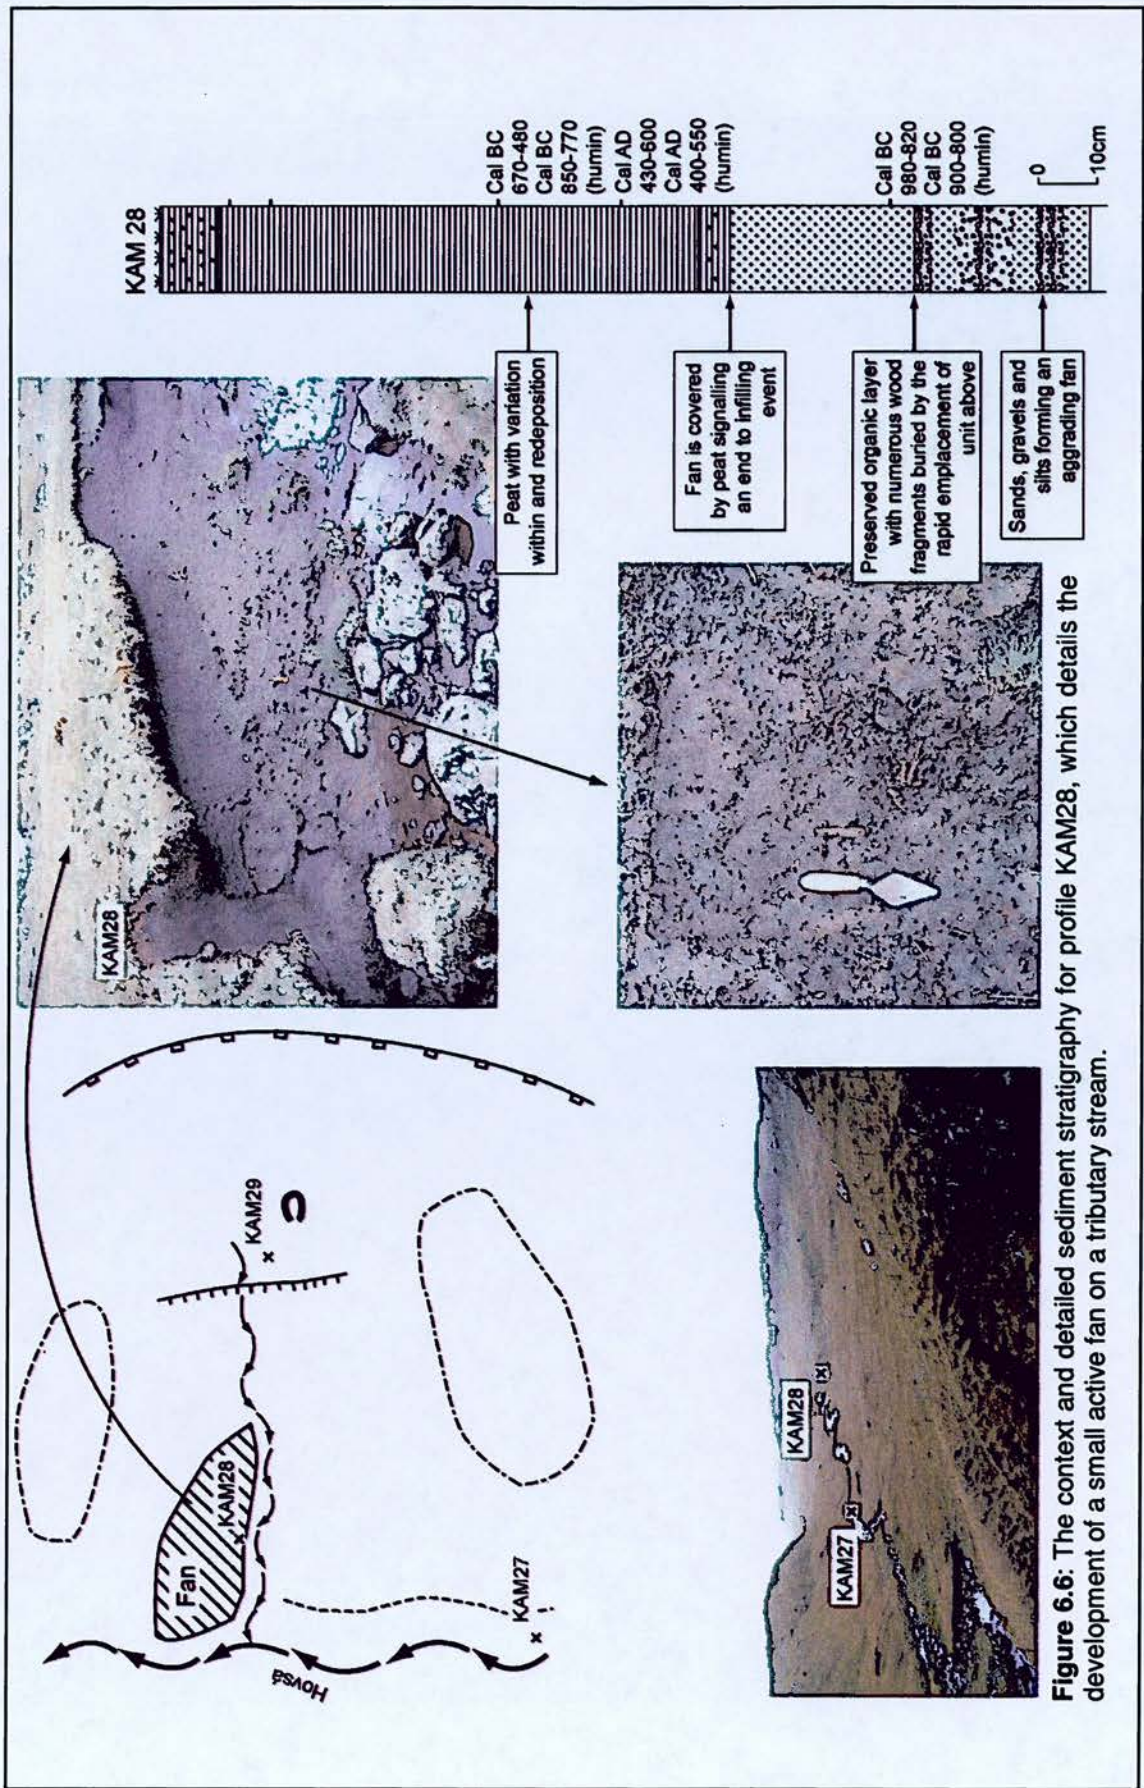 Hovsá
Fan
KAM28
KAM27
KAM29
KAM28
KAM27
KAM28
KAM 28
Peat with variation
within and redeposition
Fan is covered
by peat signalling
an end to infilling
event
Preserved organic layer
with numerous wood
fragments buried by the
rapid emplacement of
unit above
Sands, gravels and
silts forming an
aggrading fan
Cal BC
670-480
Cal BC
850-770
(humin)
Cal AD
430-600
Cal AD
400-550
(humin)
Cal BC
980-820
Cal BC
900-800
(humin)
0
10cm
Figure 6.6: The context and detailed sediment stratigraphy for profile KAM28, which details the
development of a small active fan on a tributary stream.